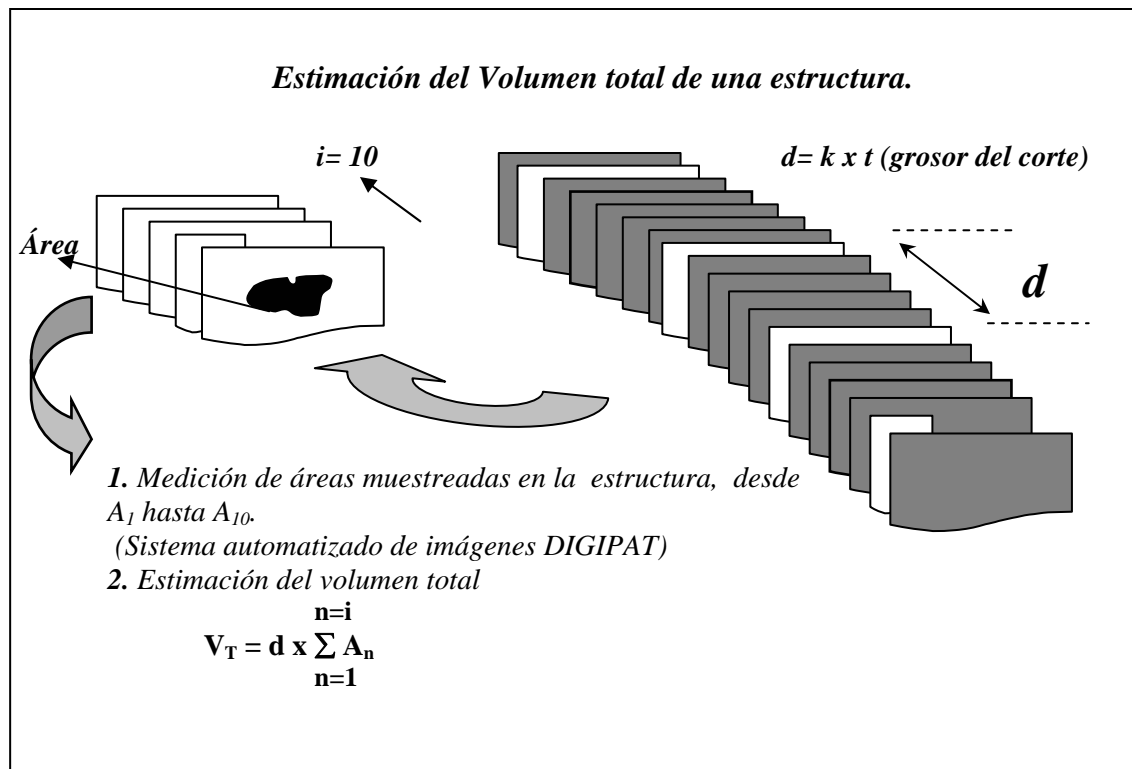 Estimación del Volumen total de una estructura.
i= 10
d= k x t (grosor del corte)
Área
d
1. Medición de áreas muestreadas en la estructura, desde
A1 hasta A10.
(Sistema automatizado de imágenes DIGIPAT)
2. Estimación del volumen total
n=i
VT = d x ∑ An
n=1